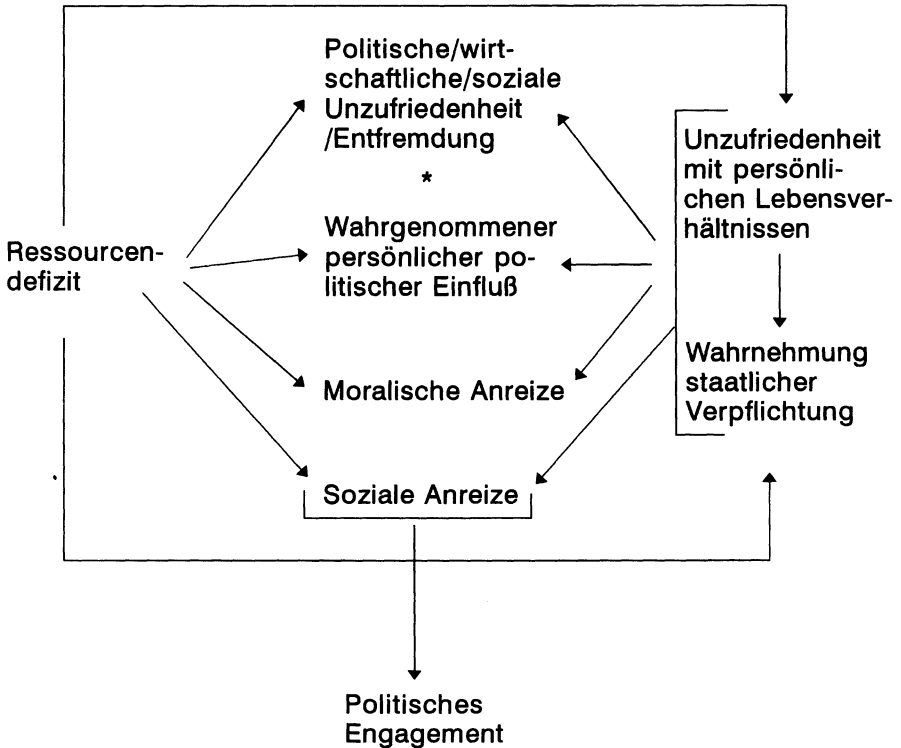 Politische/wirt-
schaftliche/soziale
Unzufriedenheit
/Entfremdung
*
Wahrgenommener
persönlicher po-
litischer Einfluß
Ressourcen-
defizit
Moralische Anreize
Soziale Anreize
Unzufriedenheit
mit persönli-
chen Lebensver-
hältnissen
Wahrnehmung
staatlicher
Verpflichtung
Politisches
Engagement